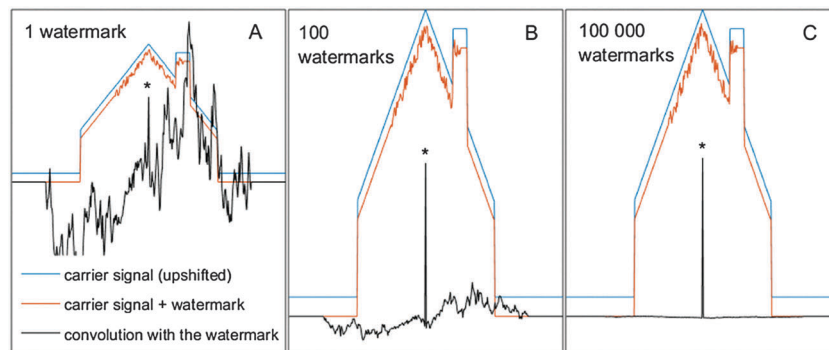 1 watermark
A
*
carrier signal (upshifted)
carrier signal + watermark
convolution with the watermark
100
watermarks
B
*
100 000
watermarks
C
*